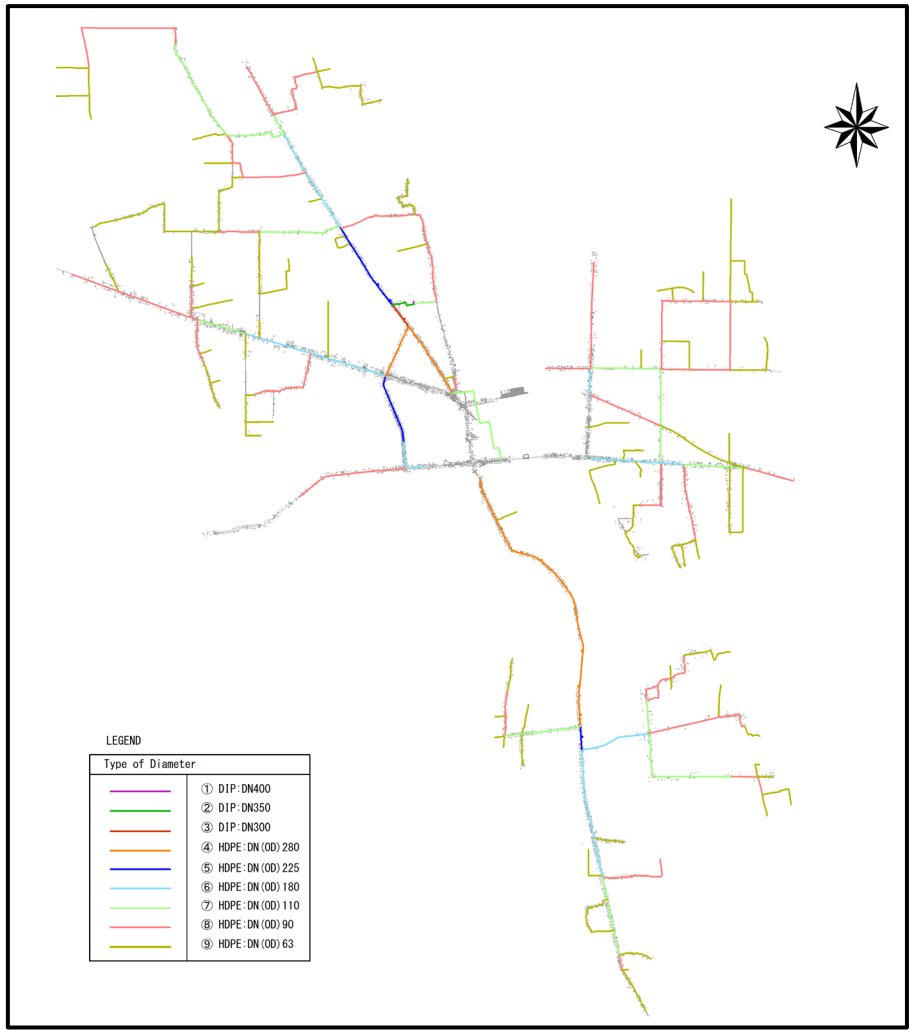 LEGEND
Type of Diameter
① DIP:DN400
② DIP:DN350
③ DIP:DN300
④ HDPE:DN(OD)280
⑤ HDPE:DN(OD)225
⑥ HDPE:DN(OD)180
⑦ HDPE:DN(OD)110
⑧ HDPE:DN(OD)90
⑨ HDPE:DN(OD)63